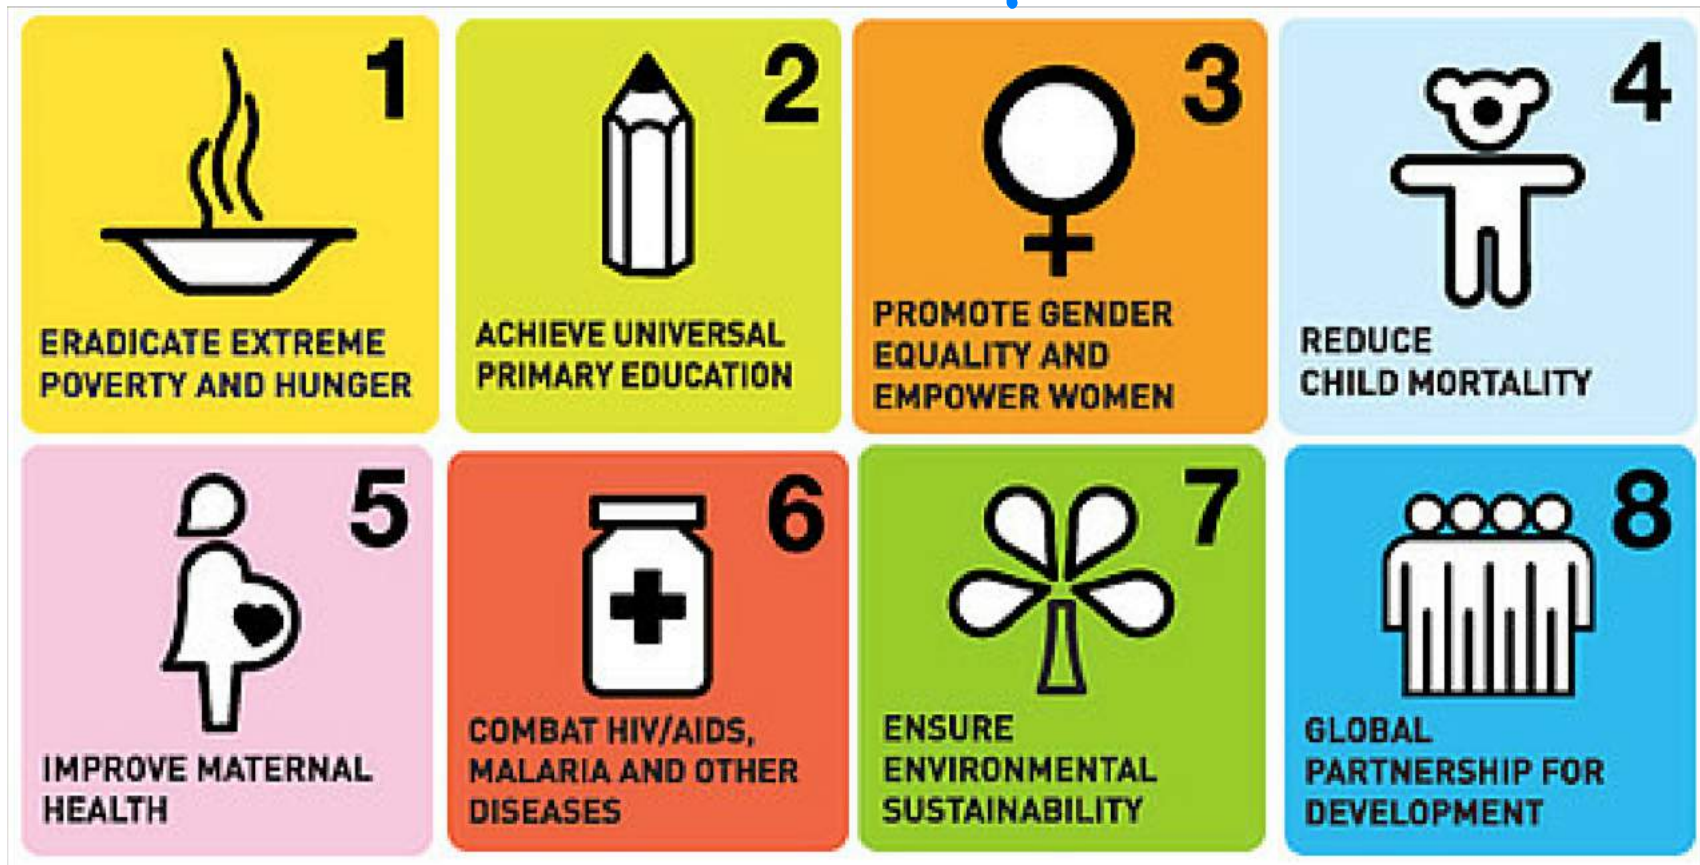 1
ERADICATE EXTREME
POVERTY AND HUNGER
2
ACHIEVE UNIVERSAL
PRIMARY EDUCATION
3
PROMOTE GENDER
EQUALITY AND
EMPOWER WOMEN
4
REDUCE
CHILD MORTALITY
5
IMPROVE MATERNAL
HEALTH
6
COMBAT HIV/AIDS,
MALARIA AND OTHER
DISEASES
7
ENSURE
ENVIRONMENTAL
SUSTAINABILITY
8
GLOBAL
PARTNERSHIP FOR
DEVELOPMENT